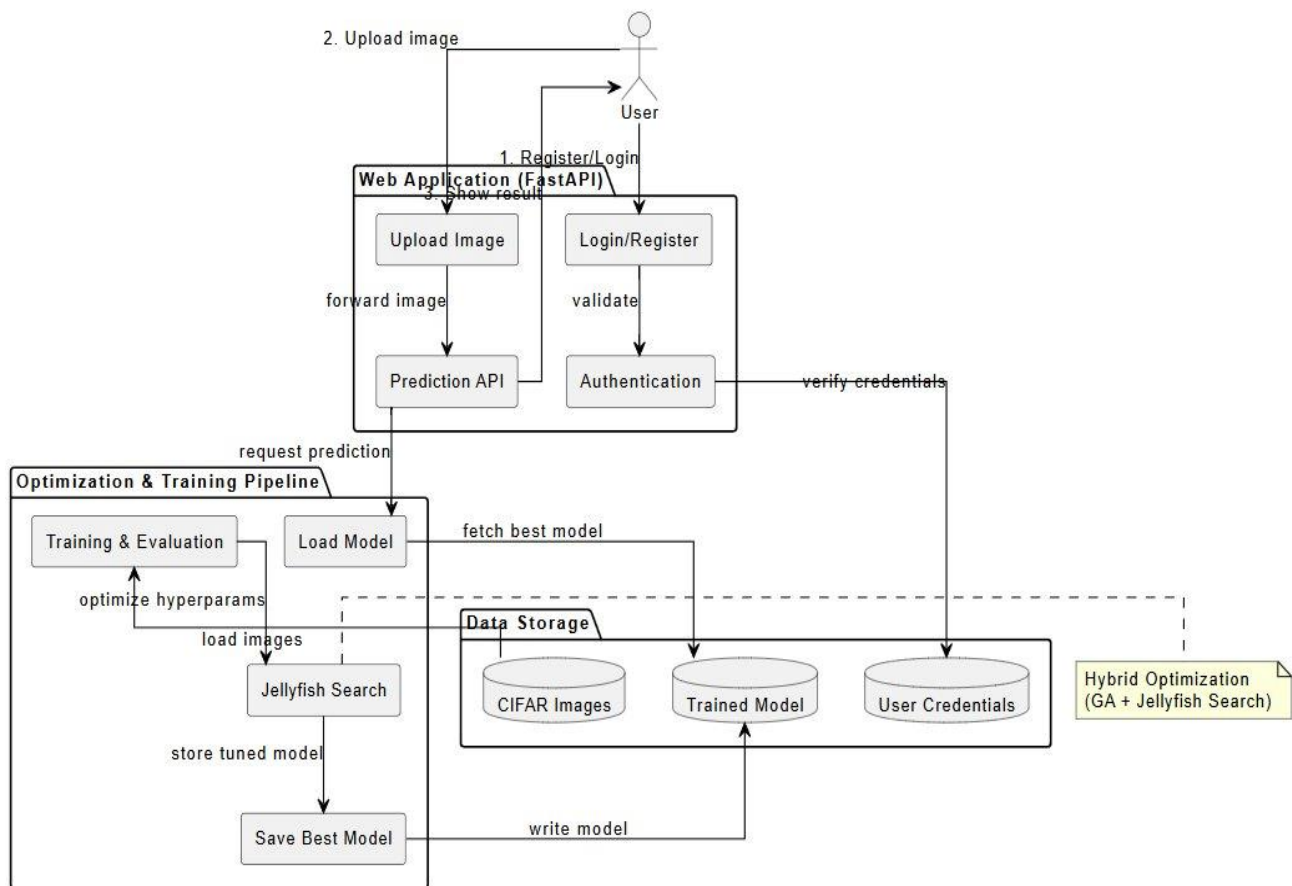 2. Upload image
User
1. Register/Login
Web Application (FastAPI)
3. Show result
Upload Image
Login/Register
forward image
validate
Prediction API
Authentication
verify credentials
request prediction
Optimization & Training Pipeline
Training & Evaluation
Load Model
fetch best model
optimize hyperparams
load images
Data Storage
Jellyfish Search
CIFAR Images
Trained Model
User Credentials
Hybrid Optimization
(GA + Jellyfish Search)
store tuned model
Save Best Model
write model